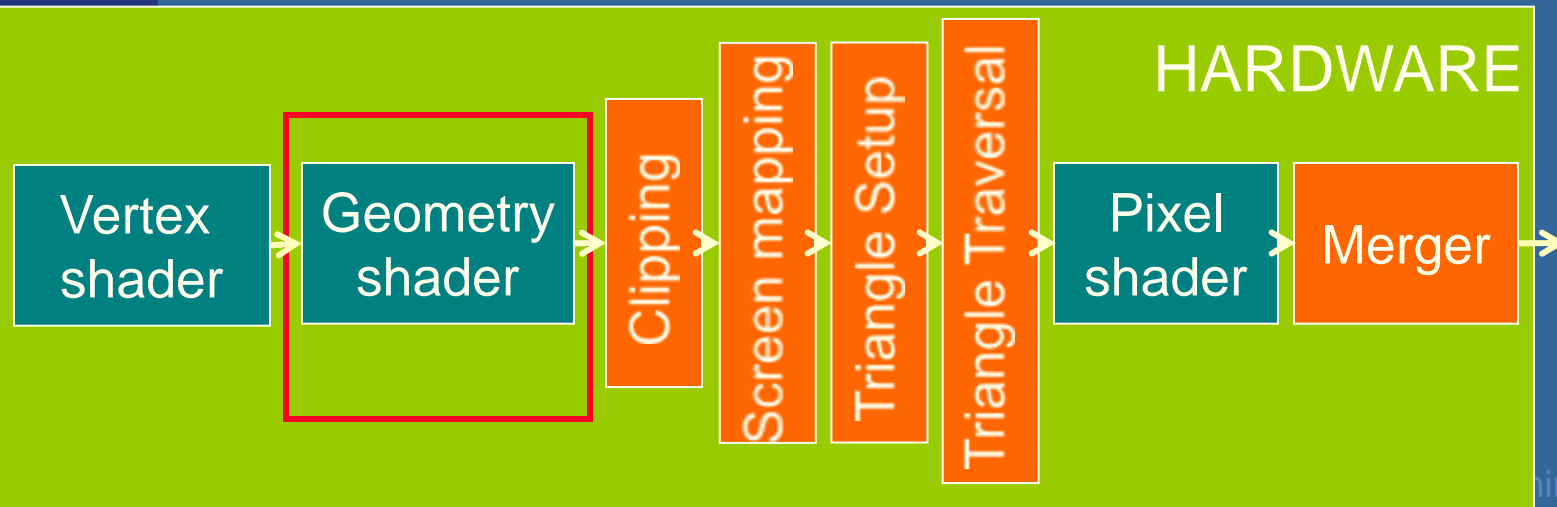 HARDWARE
Vertex
shader
Geometry
shader
Clipping
Screen mapping
Triangle Setup
Triangle Traversal
Pixel
shader
Merger